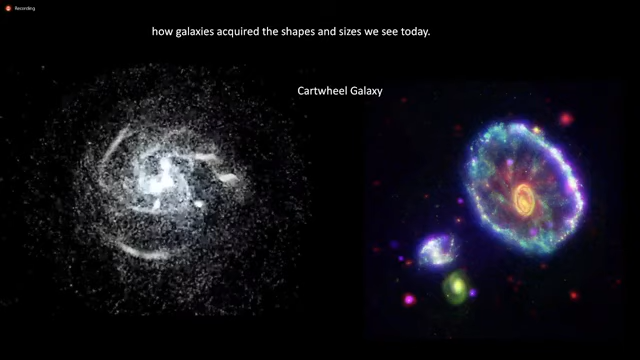 Recording
how galaxies acquired the shapes and sizes we see today.
Cartwheel Galaxy